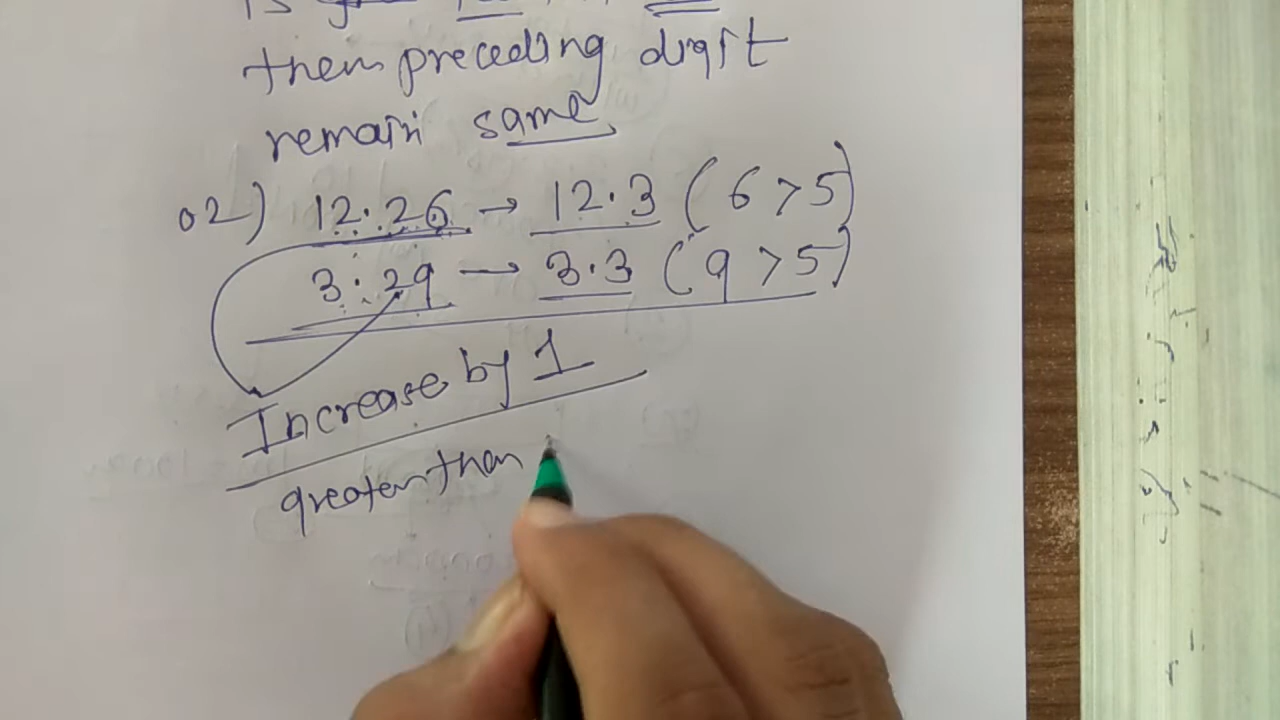 is
then preceding digit
remain same
02) 12.26 → 12.3 (6 > 5)
3.29 → 3.3 (9 > 5)
Increase by 1
greater than